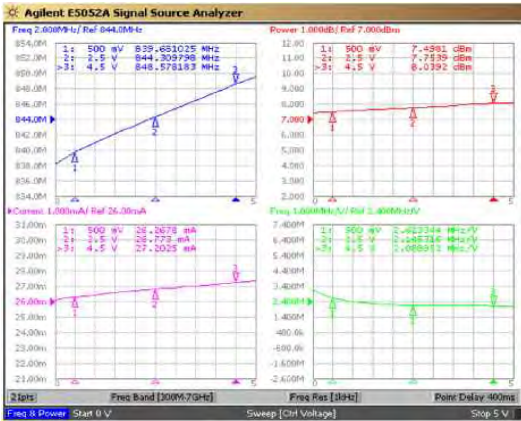 Agilent E5052A Signal Source Analyzer
Freq 2.000MHz/ Ref 844.0MHz
854.0M
1: 500 mV 839.681025 MHz
852.0M
2: 2.5 V 844.309798 MHz
850.0M
>3: 4.5 V 848.578183 MHz
848.0M
846.0M
844.0M
842.0M
840.0M
838.0M
836.0M
834.0M
Power 1.000dB/ Ref 7.000dBm
12.00
1: 500 mV 7.4981 dBm
11.00
2: 2.5 V 7.7539 dBm
10.00
>3: 4.5 V 8.0392 dBm
9.000
8.000
7.000
6.000
5.000
4.000
3.000
2.000
Current 1.000mA/ Ref 26.00mA
31.00m
1: 500 mV 26.2678 mA
30.00m
2: 2.5 V 26.773 mA
29.00m
>3: 4.5 V 27.2025 mA
28.00m
27.00m
26.00m
25.00m
24.00m
23.00m
22.00m
21.00m
0 5
Freq 1.000MHz/V/ Ref 2.400MHz/V
7.400M
1: 500 mV MHz/V
6.400M
2: 2.5 V MHz/V
5.400M
>3: 4.5 V MHz/V
4.400M
3.400M
2.400M
1.400M
400.0k
-600.0k
-1.600M
-2.600M
0 5
21pts Freq Band [300M-7GHz] Freq Res [1kHz] Point Delay 400ms
Freq & Power Start 0 V Sweep [Ctrl Voltage] Stop 5 V